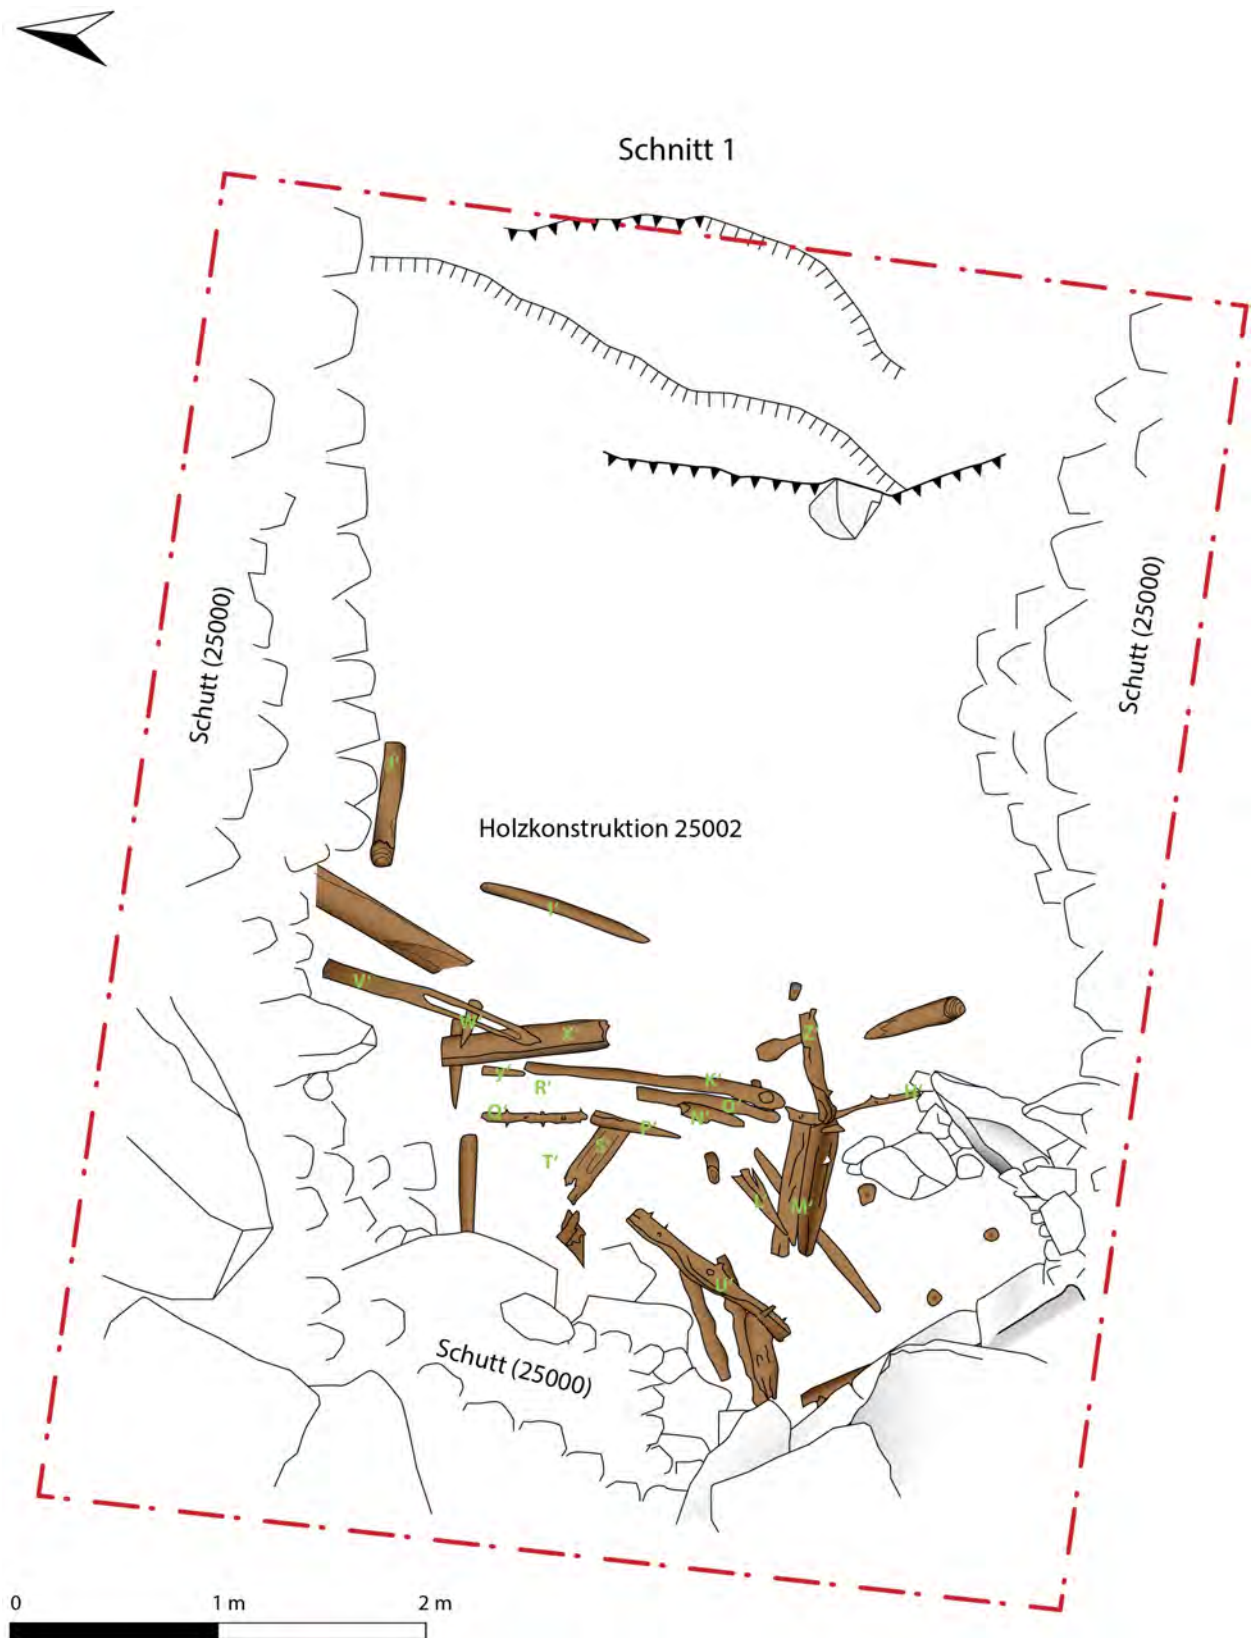 Schnitt 1
Schutt (25000)
Schutt (25000)
I'
Holzkonstruktion 25002
I'
V'
W'
X'
Z'
y'
R'
K'
O'
H'
Q'
N'
P'
S'
T'
L'
M'
U'
Schutt (25000)
0 1 m 2 m